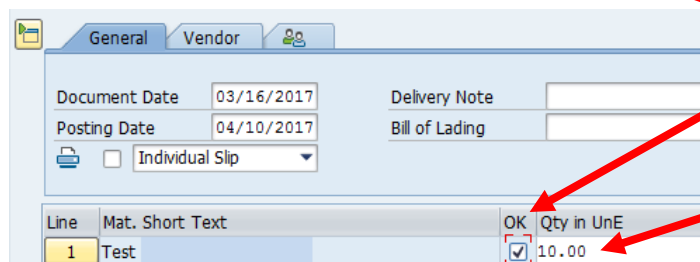 General Vendor
Document Date 03/16/2017 Delivery Note
Posting Date 04/10/2017 Bill of Lading
Individual Slip
Line Mat. Short Text OK Qty in UnE
1 Test 10.00